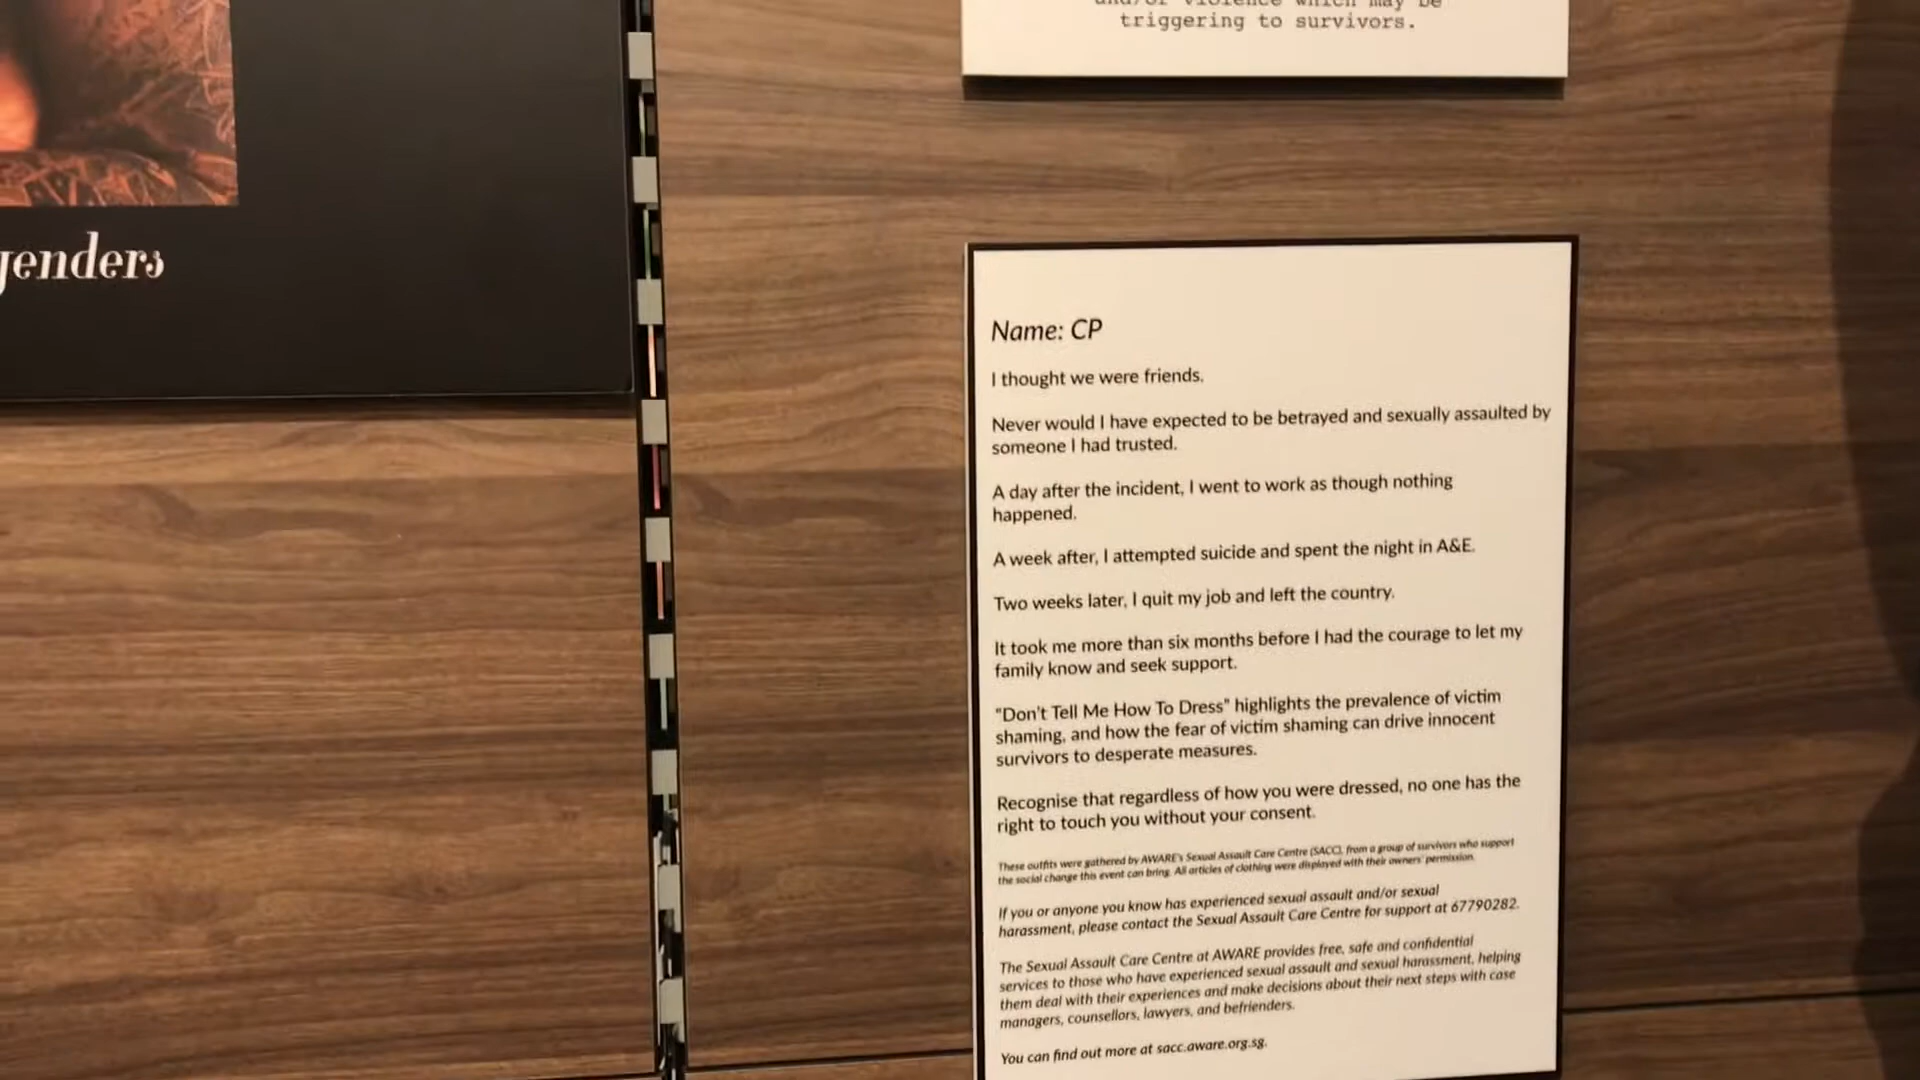 triggering to survivors.
genders
Name: CP
I thought we were friends.
Never would I have expected to be betrayed and sexually assaulted by
someone I had trusted.
A day after the incident, I went to work as though nothing
happened.
A week after, I attempted suicide and spent the night in A&E.
Two weeks later, I quit my job and left the country.
It took me more than six months before I had the courage to let my
family know and seek support.
"Don't Tell Me How To Dress" highlights the prevalence of victim
shaming, and how the fear of victim shaming can drive innocent
survivors to desperate measures.
Recognise that regardless of how you were dressed, no one has the
right to touch you without your consent.
These outfits were gathered by AWARE's Sexual Assault Care Centre (SACC), from a group of survivors who support
the social change this event can bring. All articles of clothing were displayed with their owners' permission.
If you or anyone you know has experienced sexual assault and/or sexual
harassment, please contact the Sexual Assault Care Centre for support at 67790282.
The Sexual Assault Care Centre at AWARE provides free, safe and confidential
services to those who have experienced sexual assault and sexual harassment, helping
them deal with their experiences and make decisions about their next steps with case
managers, counsellors, lawyers, and befrienders.
You can find out more at sacc.aware.org.sg.